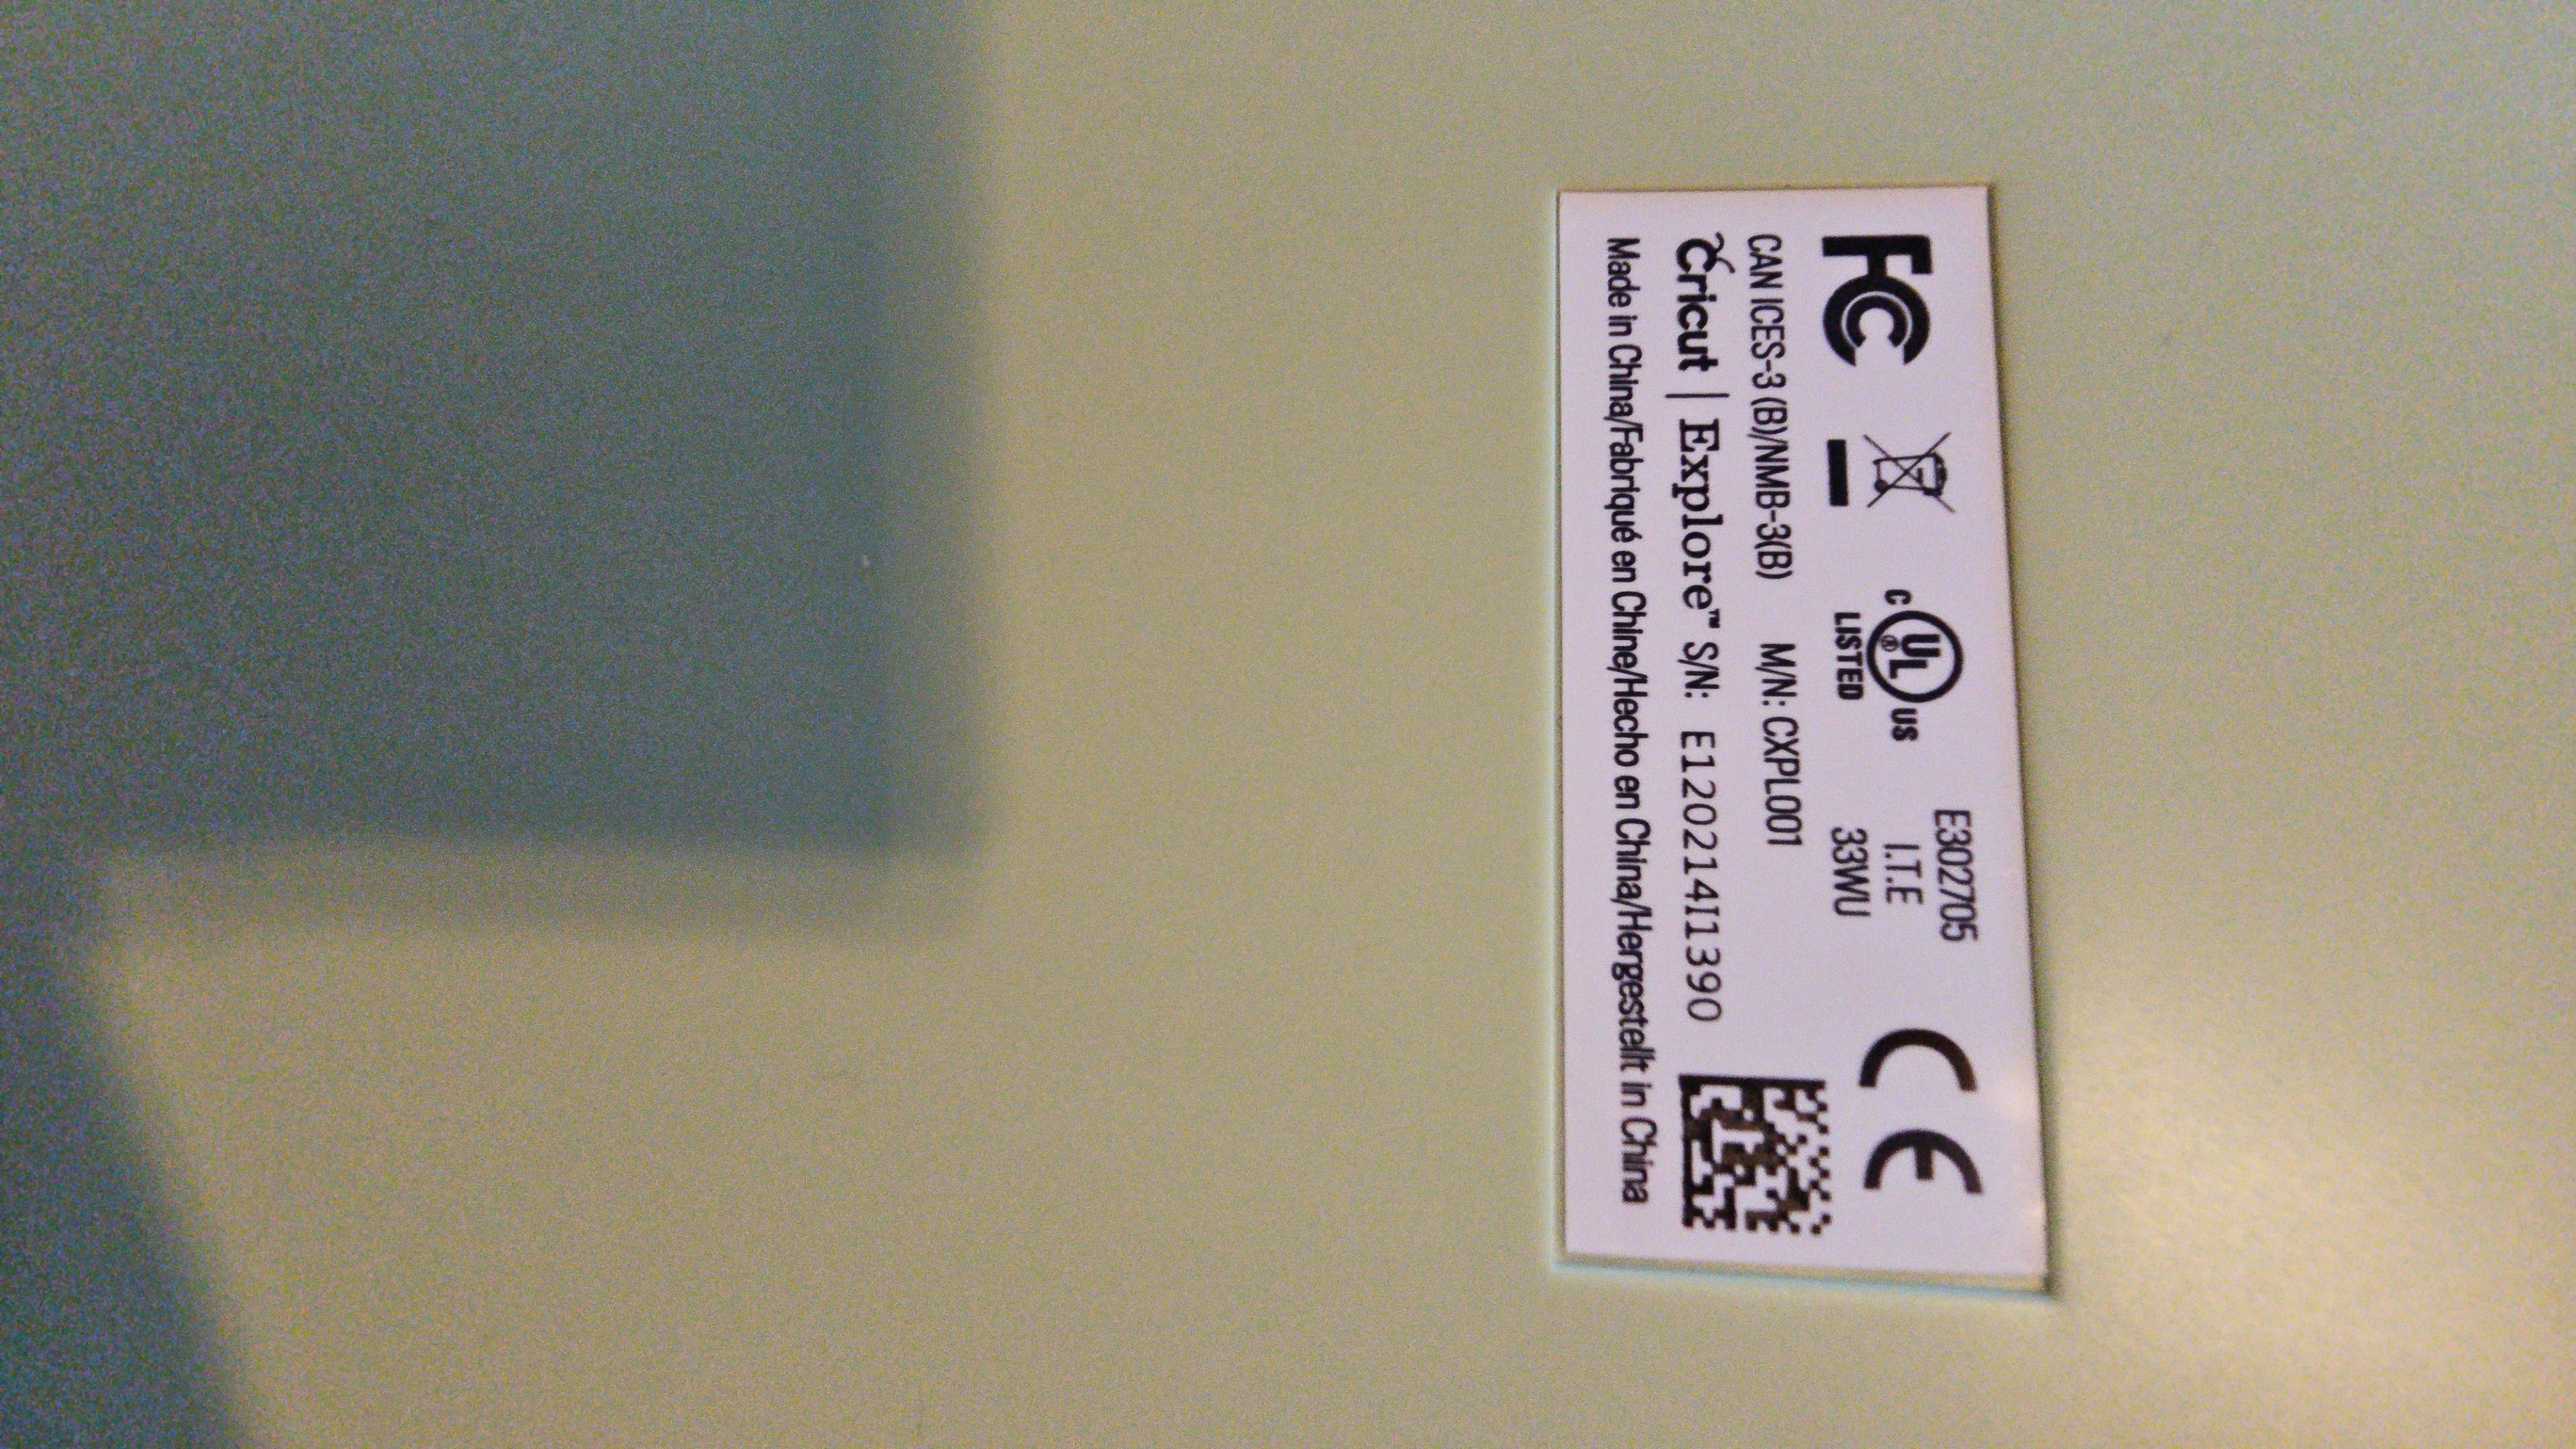 FC
C UL ® US
LISTED
E302705
I.T.E
33WU
CE
CAN ICES-3 (B)/NMB-3(B) M/N: CXPL001
Cricut | Explore™ S/N: E120214I1390
Made in China/Fabriqué en Chine/Hecho en China/Hergestellt in China